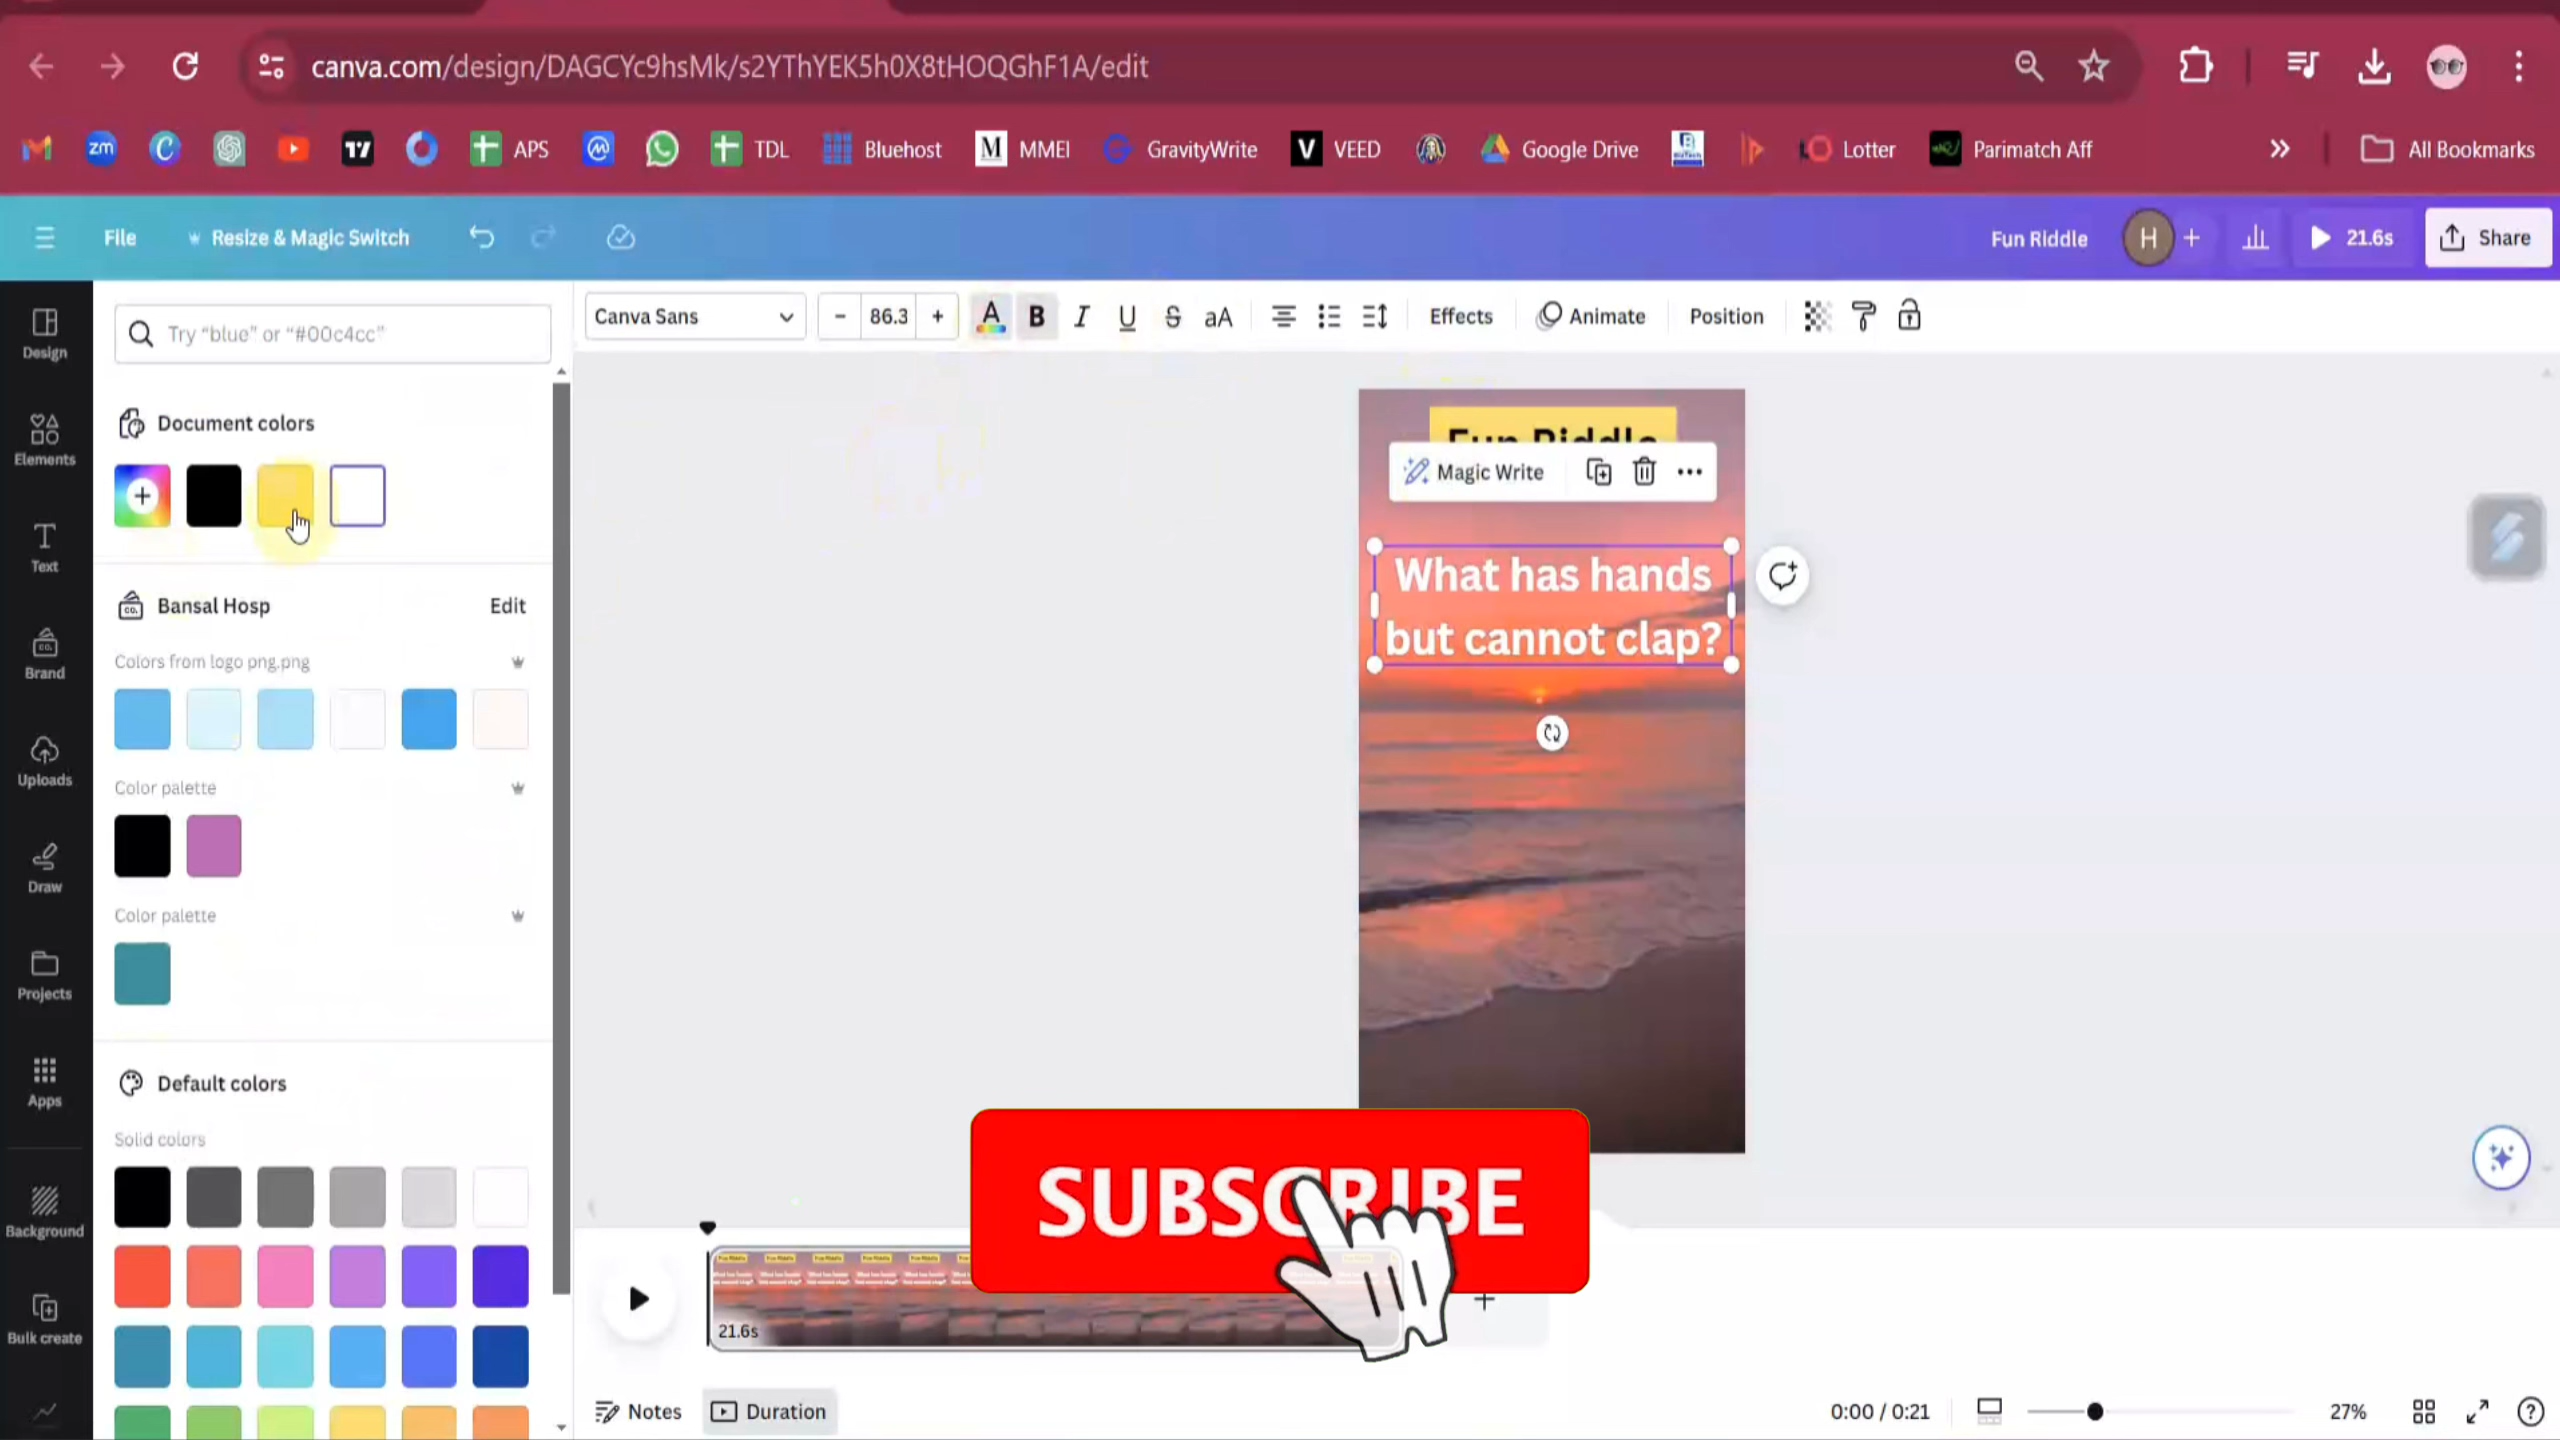 canva.com/design/DAGCYc9hsMk/s2YThYEK5h0X8tHOQGhF1A/edit
zm APS TDL Bluehost M MMEI GravityWrite V VEED Google Drive Lotter Parimatch Aff » All Bookmarks
File Resize & Magic Switch Fun Riddle H + 21.6s Share
Canva Sans − 86.3 + A B I U S aA Effects Animate Position
Try “blue” or “#00c4cc”
Design
Elements
Text
Brand
Uploads
Draw
Projects
Apps
Background
Bulk create
Document colors
Bansal Hosp Edit
Colors from logo png.png
Color palette
Color palette
Default colors
Solid colors
Fun Riddle
Magic Write
What has hands
but cannot clap?
SUBSCRIBE
21.6s
Notes Duration 0:00 / 0:21 27%